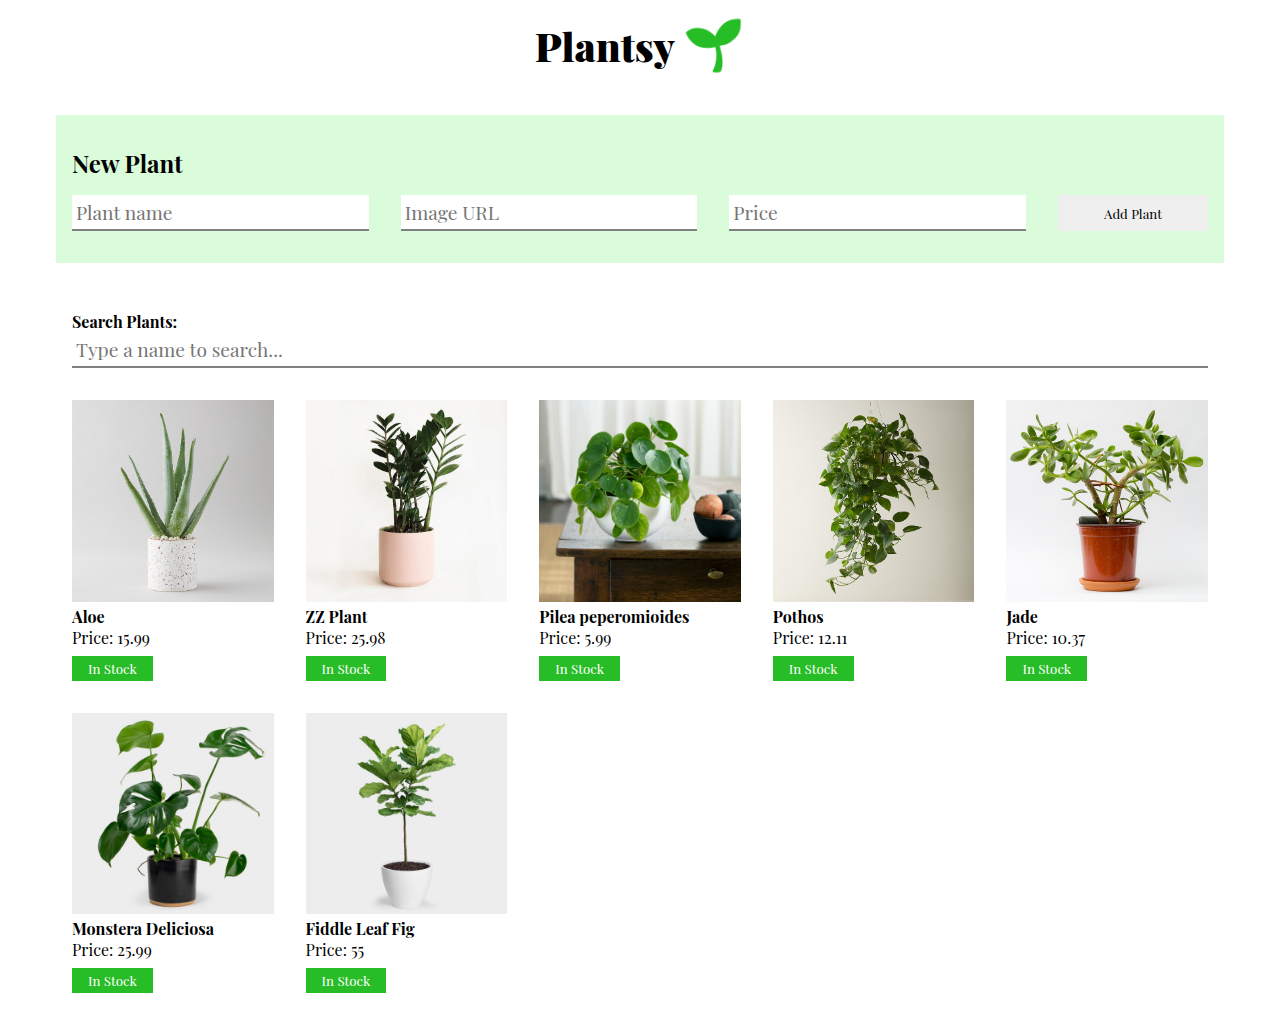 Plantsy
New Plant
Plant name
Image URL
Price
Add Plant
Search Plants:
Type a name to search...
Aloe
Price: 15.99
In Stock
ZZ Plant
Price: 25.98
In Stock
Pilea peperomioides
Price: 5.99
In Stock
Pothos
Price: 12.11
In Stock
Jade
Price: 10.37
In Stock
Monstera Deliciosa
Price: 25.99
In Stock
Fiddle Leaf Fig
Price: 55
In Stock